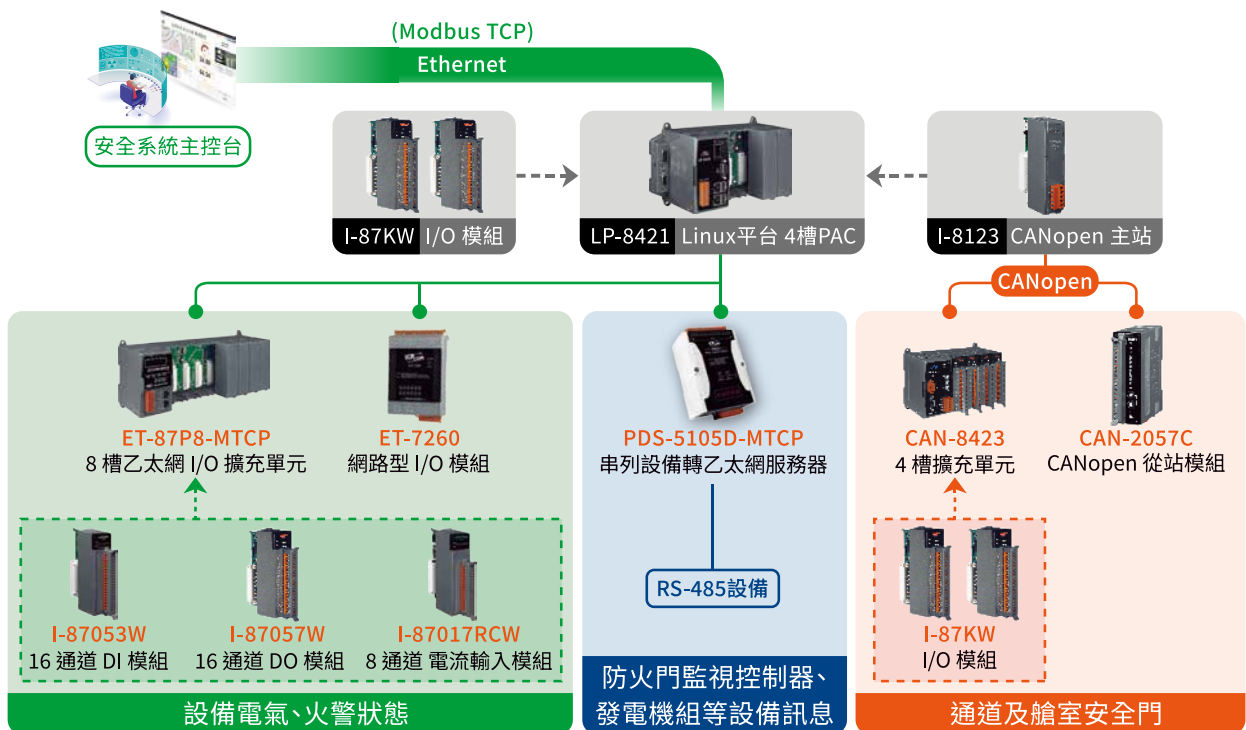 (Modbus TCP)
Ethernet
安全系統主控台
I-87KW I/O 模組
LP-8421 Linux平台 4槽PAC
I-8123 CANopen 主站
CANopen
ET-87P8-MTCP
8 槽乙太網 I/O 擴充單元
ET-7260
網路型 I/O 模組
PDS-5105D-MTCP
串列設備轉乙太網服務器
CAN-8423
4 槽擴充單元
CAN-2057C
CANopen 從站模組
I-87053W
16 通道 DI 模組
I-87057W
16 通道 DO 模組
I-87017RCW
8 通道 電流輸入模組
RS-485設備
I-87KW
I/O 模組
設備電氣、火警狀態
防火門監視控制器、
發電機組等設備訊息
通道及艙室安全門